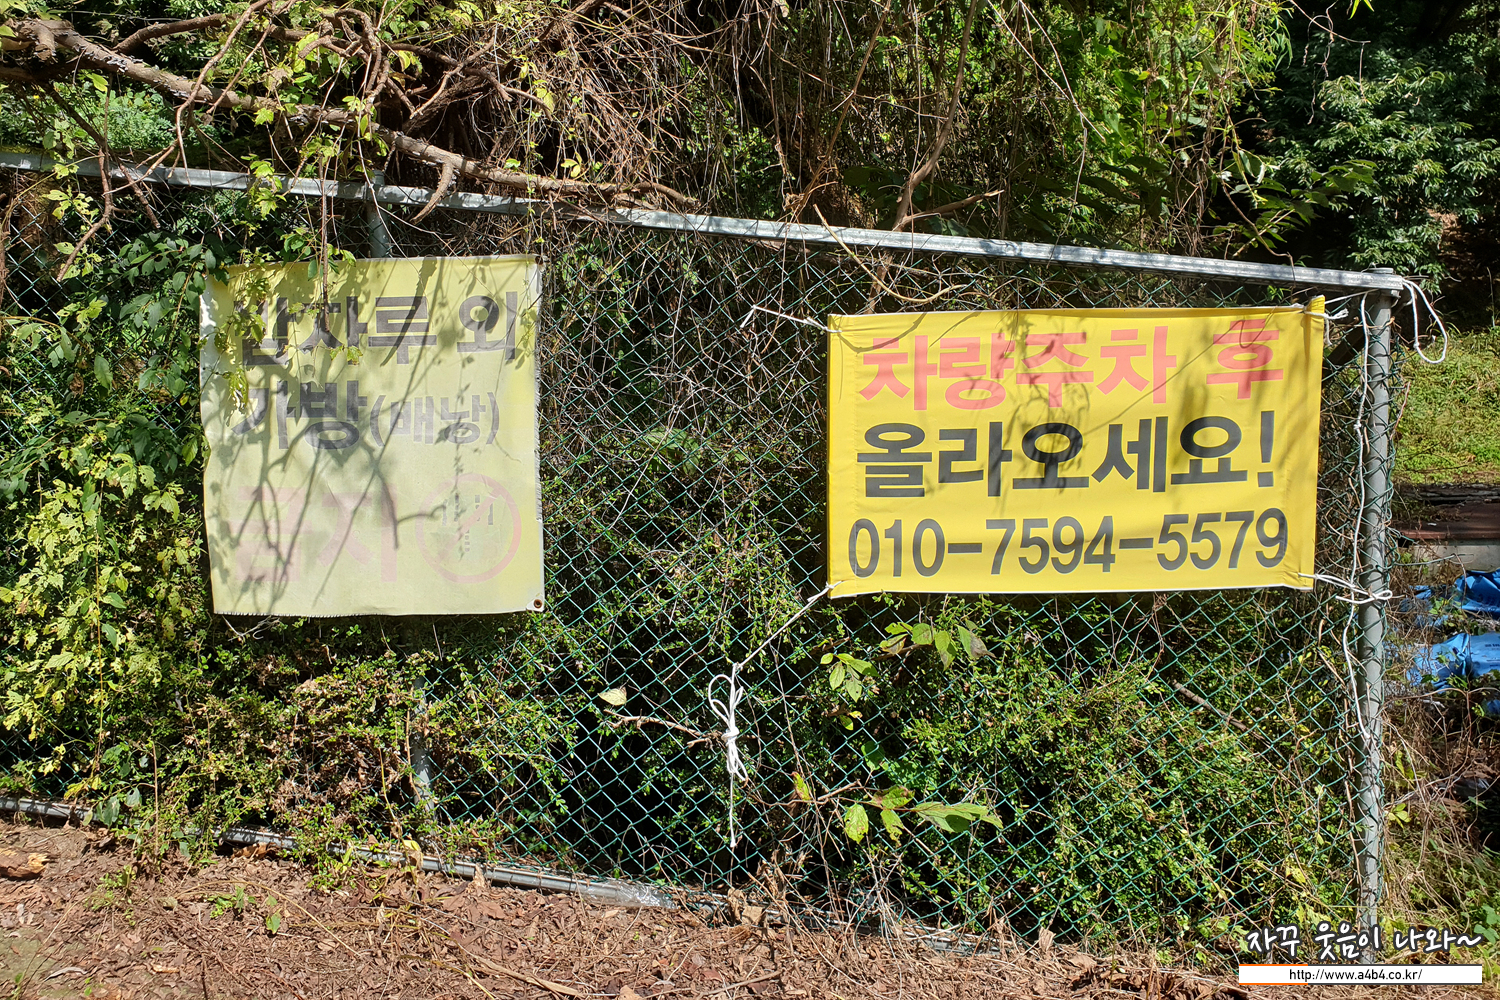 밤자루 외
가방(배낭)
금지
차량주차 후
올라오세요!
010-7594-5579
자꾸 웃음이 나와~
http://www.a4b4.co.kr/